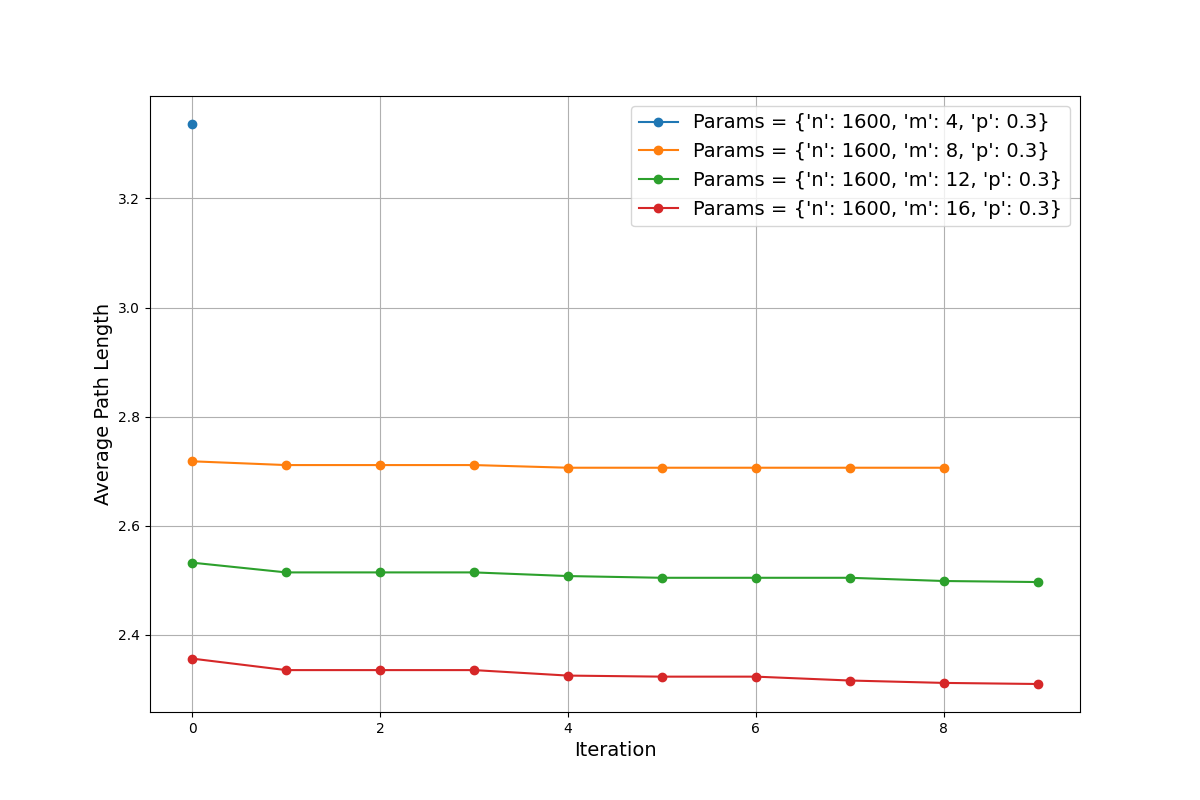 Params = {'n': 1600, 'm': 4, 'p': 0.3}
Params = {'n': 1600, 'm': 8, 'p': 0.3}
Params = {'n': 1600, 'm': 12, 'p': 0.3}
Params = {'n': 1600, 'm': 16, 'p': 0.3}
Average Path Length
3.2
3.0
2.8
2.6
2.4
0 2 4 6 8
Iteration